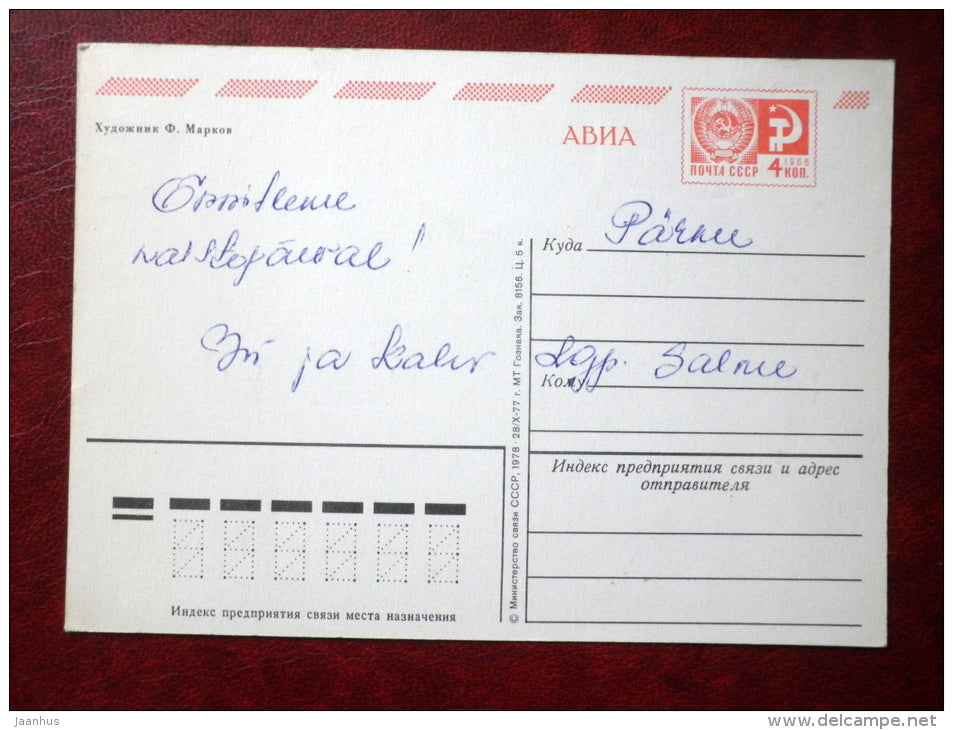 Художник Ф. Марков
АВИА
ПОЧТА СССР
1966
4 КОП.
Õnnitleme
naistepäeval!
ja Kalev
Куда Pärnu
Lgp. Salme
Кому
Индекс предприятия связи и адрес
отправителя
Индекс предприятия связи места назначения
© Министерство связи СССР, 1978 · 28/X-77 г. МТ Гознака. Зак. 8156. Ц. 5 к.
Jaanhus
www.delcampe.net